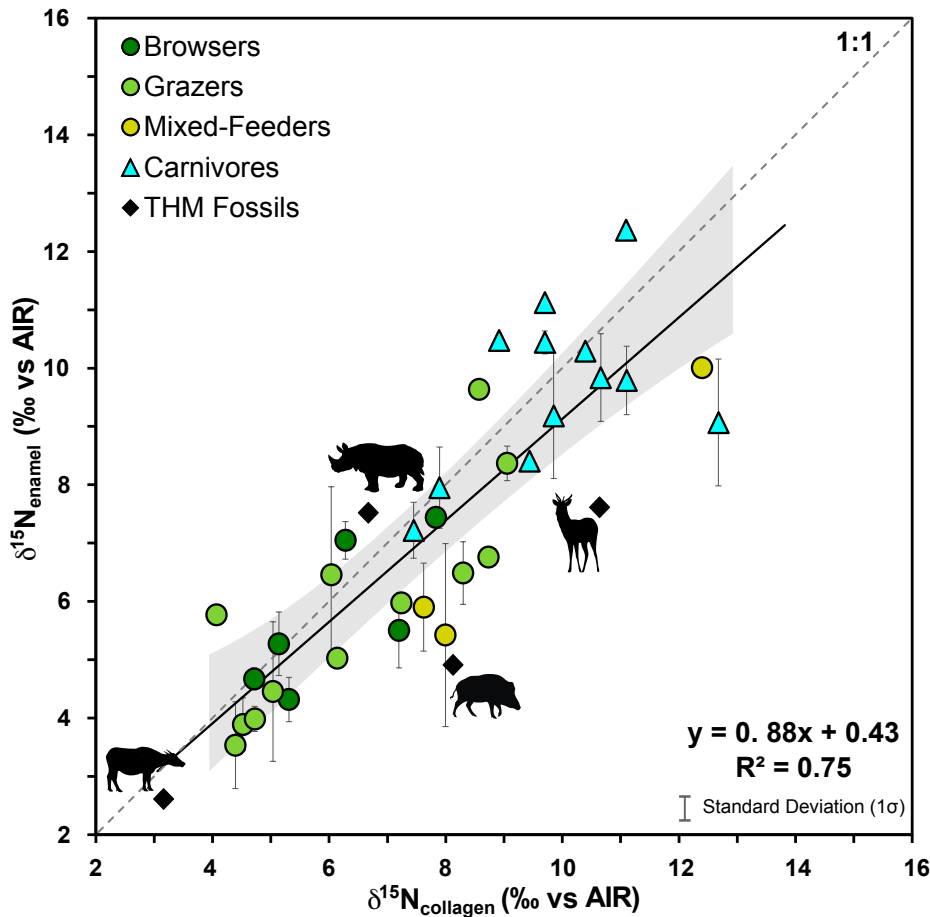 16
14
12
10
8
6
4
2
δ¹⁵N_enamel (‰ vs AIR)
Browsers
Grazers
Mixed-Feeders
Carnivores
THM Fossils
1:1
y = 0. 88x + 0.43
R² = 0.75
Standard Deviation (1σ)
2 4 6 8 10 12 14 16
δ¹⁵N_collagen (‰ vs AIR)